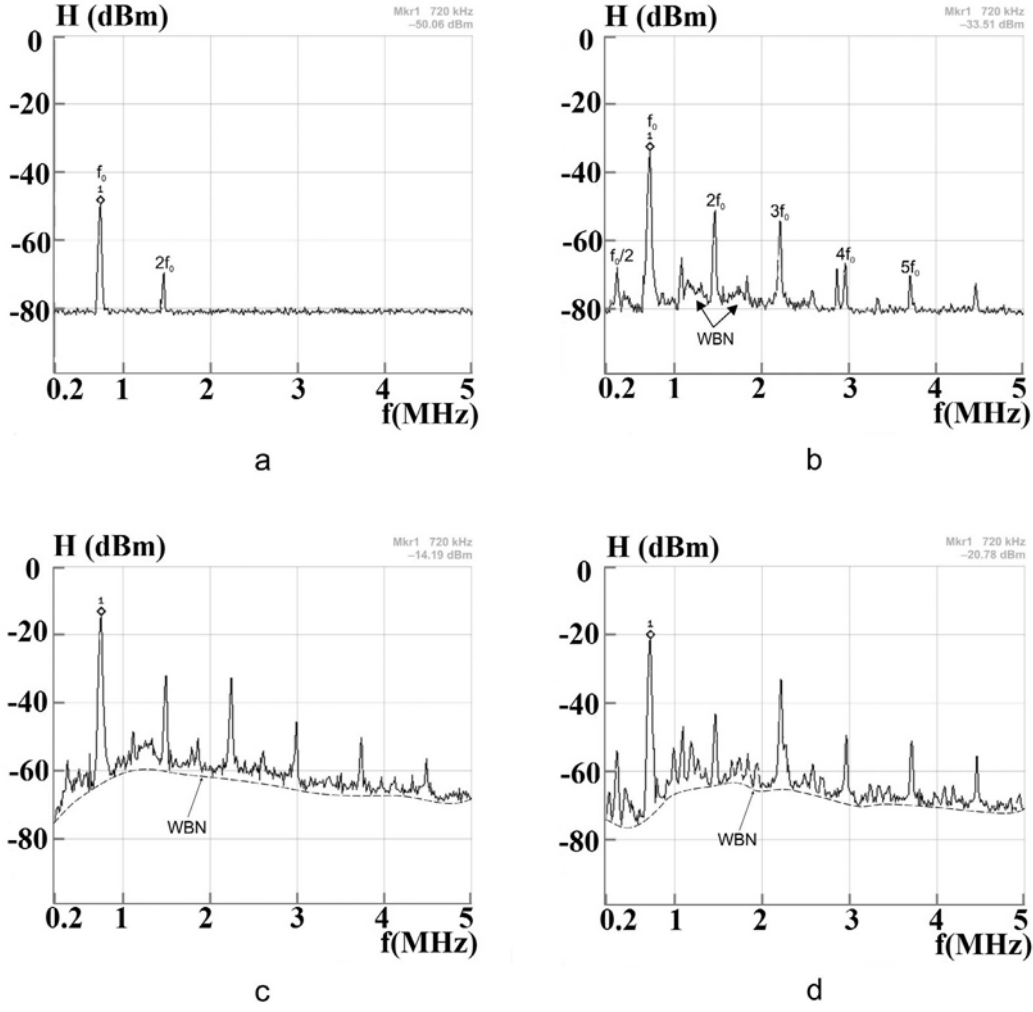 H (dBm)
Mkr1 720 kHz
–50.06 dBm
0
-20
-40
-60
-80
f₀
1
2f₀
0.2 1 2 3 4 5
f(MHz)
a
H (dBm)
Mkr1 720 kHz
–33.51 dBm
0
-20
-40
-60
-80
f₀
1
f₀/2
2f₀
3f₀
4f₀
5f₀
WBN
0.2 1 2 3 4 5
f(MHz)
b
H (dBm)
Mkr1 720 kHz
–14.19 dBm
0
-20
-40
-60
-80
1
WBN
0.2 1 2 3 4 5
f(MHz)
c
H (dBm)
Mkr1 720 kHz
–20.78 dBm
0
-20
-40
-60
-80
1
WBN
0.2 1 2 3 4 5
f(MHz)
d